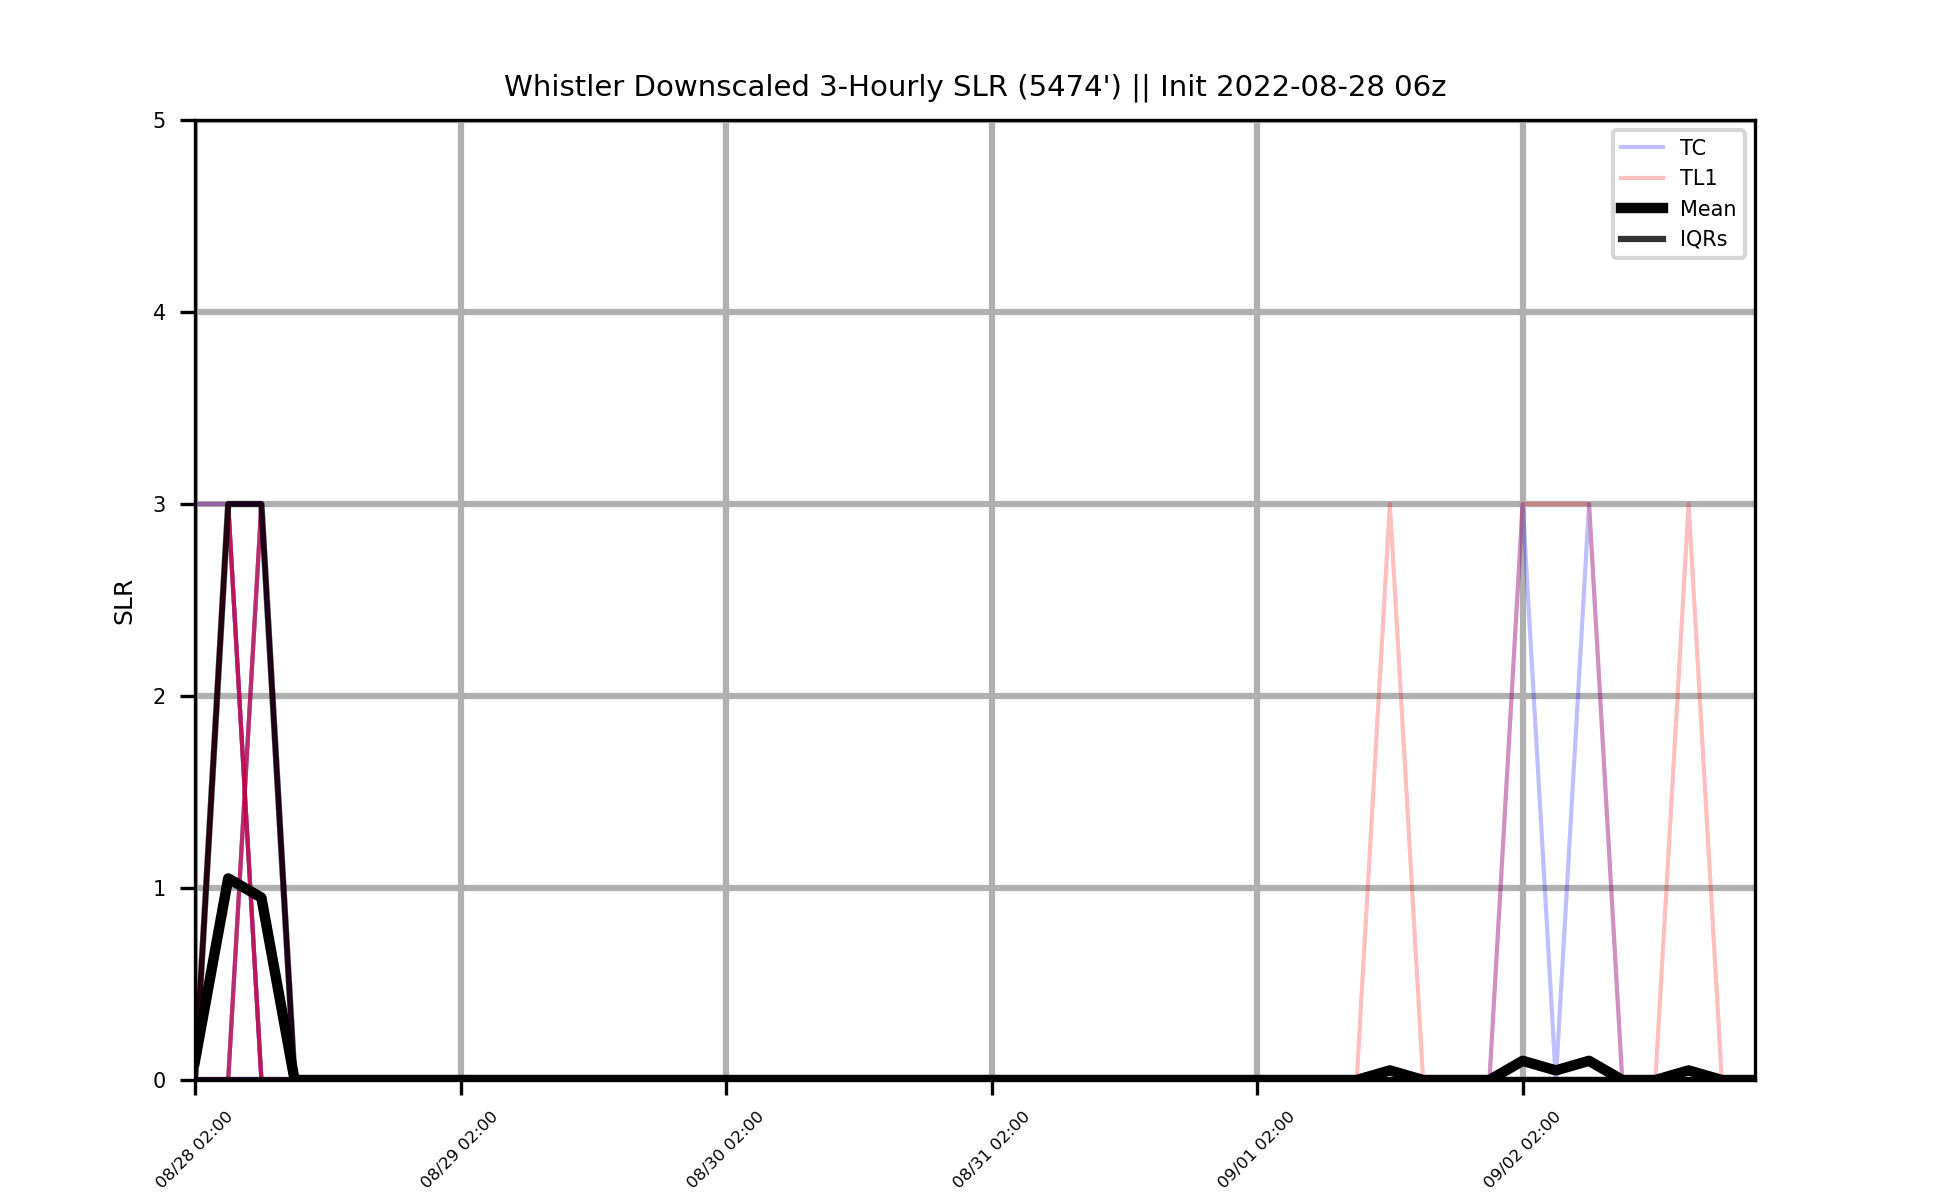 Whistler Downscaled 3-Hourly SLR (5474') || Init 2022-08-28 06z
5
4
3
2
1
0
SLR
TC
TL1
Mean
IQRs
08/28 02:00
08/29 02:00
08/30 02:00
08/31 02:00
09/01 02:00
09/02 02:00